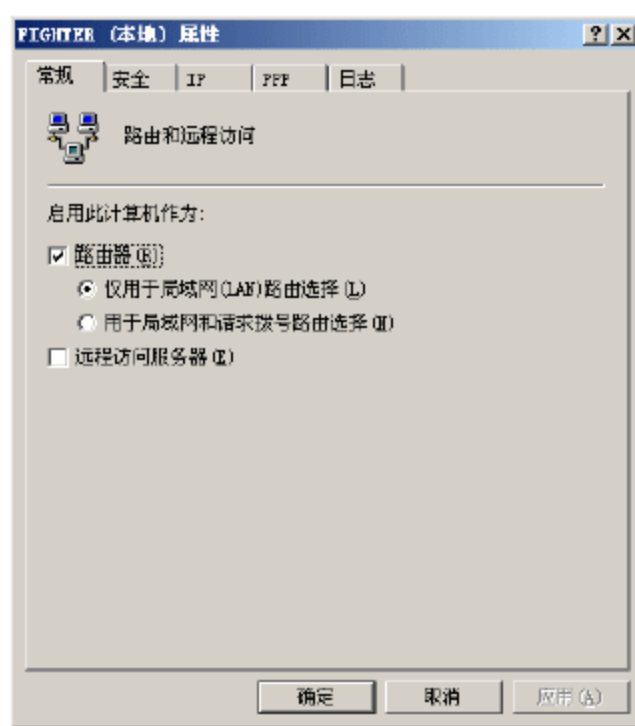 FIGHTER (本地) 属性
常规 安全 IP PPP 日志
路由和远程访问
启用此计算机作为:
路由器(R)
仅用于局域网(LAN)路由选择(L)
用于局域网和请求拨号路由选择(N)
远程访问服务器(E)
确定 取消 应用(A)